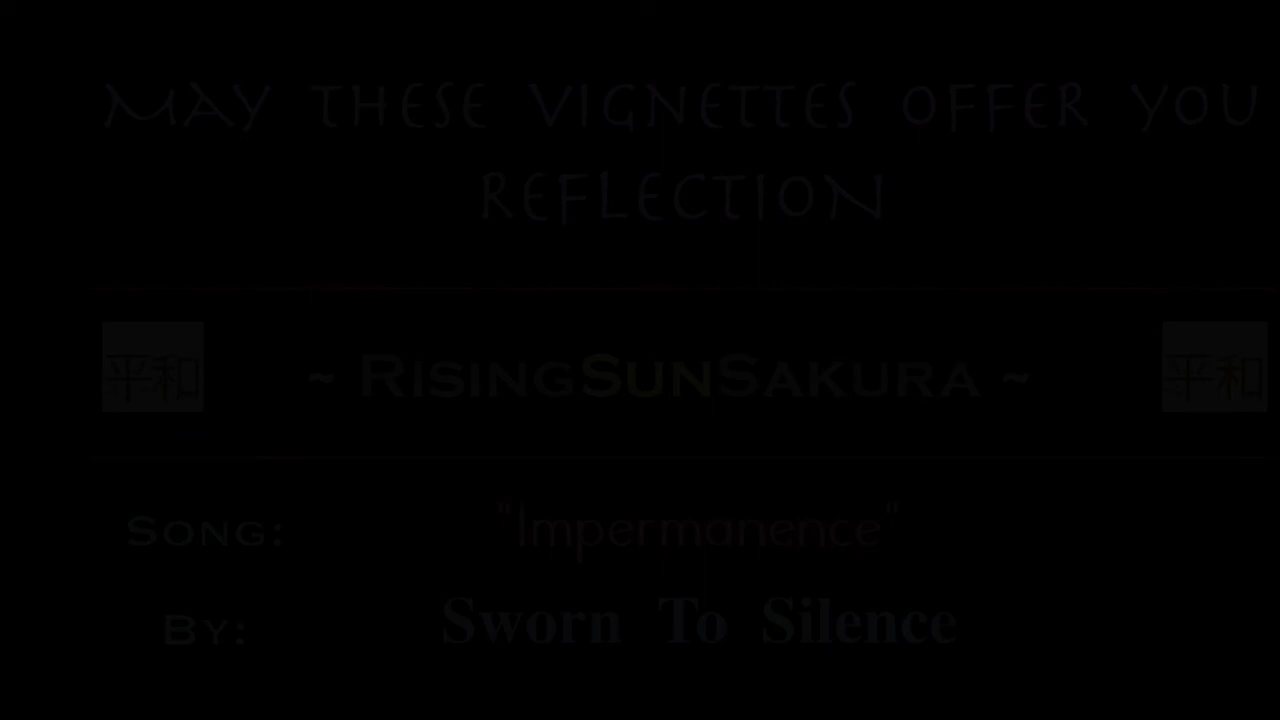 MAY THESE VIGNETTES OFFER YOU
REFLECTION
平和 ~ RISINGSUNSAKURA ~ 平和
SONG: "Impermanence"
BY: Sworn To Silence